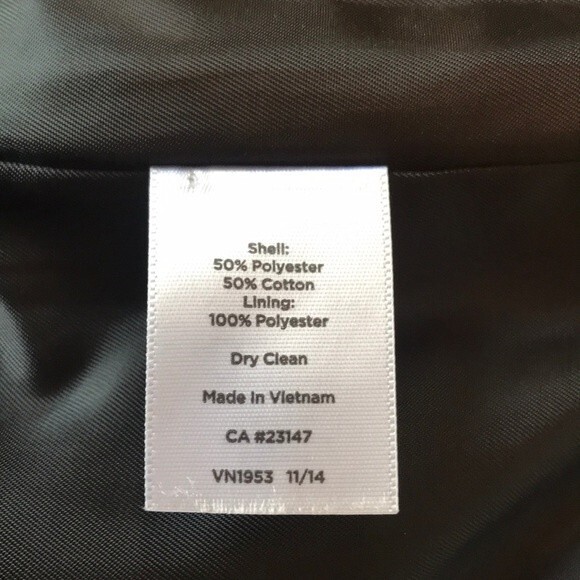 Shell:
50% Polyester
50% Cotton
Lining:
100% Polyester
Dry Clean
Made in Vietnam
CA #23147
VN1953 11/14